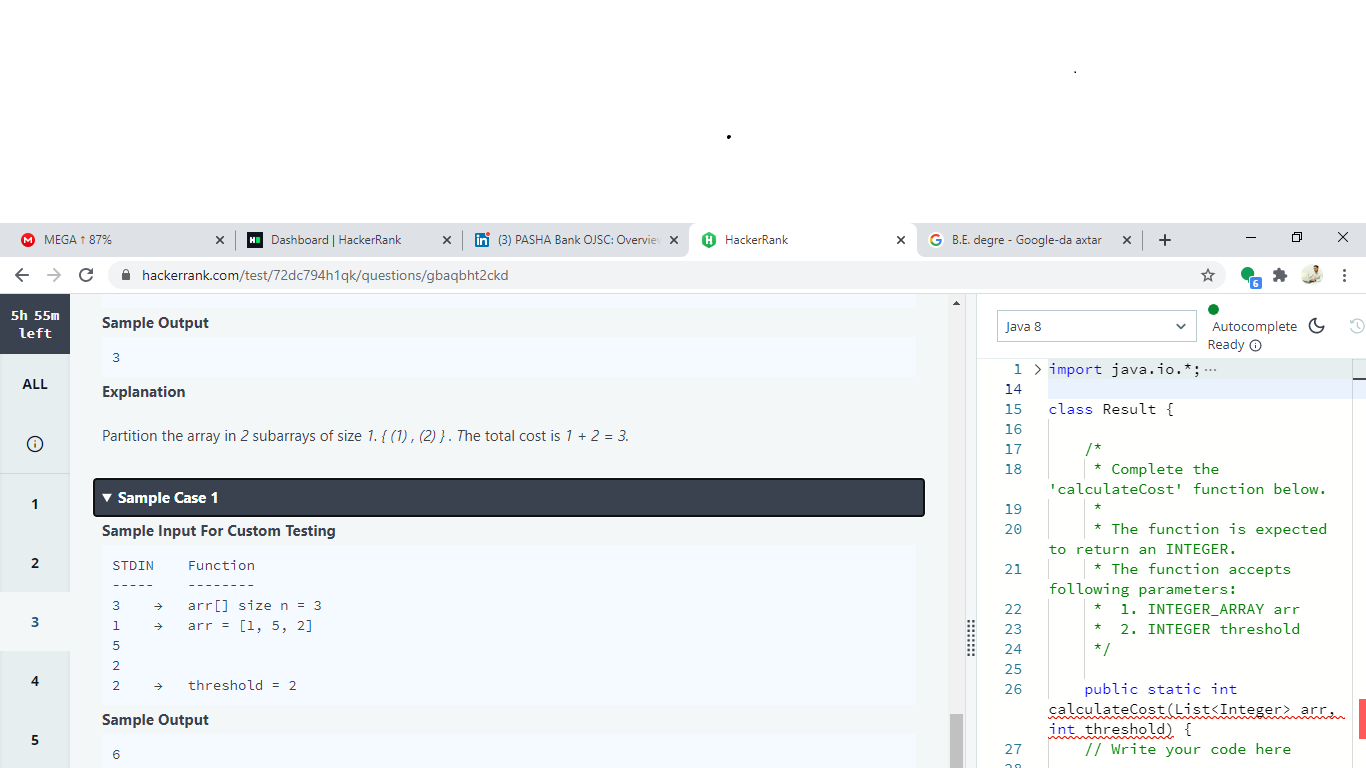 MEGA ↑ 87%
Dashboard | HackerRank
(3) PASHA Bank OJSC: Overvie
HackerRank
B.E. degre - Google-da axtar
hackerrank.com/test/72dc794h1qk/questions/gbaqbht2ckd
6
5h 55m
left
ALL
1
2
3
4
5
Sample Output
3
Explanation
Partition the array in 2 subarrays of size 1. { (1) , (2) } . The total cost is 1 + 2 = 3.
▼ Sample Case 1
Sample Input For Custom Testing
STDIN Function
----- --------
3 → arr[] size n = 3
1 → arr = [1, 5, 2]
5
2
2 → threshold = 2
Sample Output
6
Java 8
Autocomplete
Ready
1 import java.io.*;
14
15 class Result {
16
17 /*
18 * Complete the
'calculateCost' function below.
19 *
20 * The function is expected
to return an INTEGER.
21 * The function accepts
following parameters:
22 * 1. INTEGER_ARRAY arr
23 * 2. INTEGER threshold
24 */
25
26 public static int
calculateCost(List<Integer> arr,
int threshold) {
27 // Write your code here